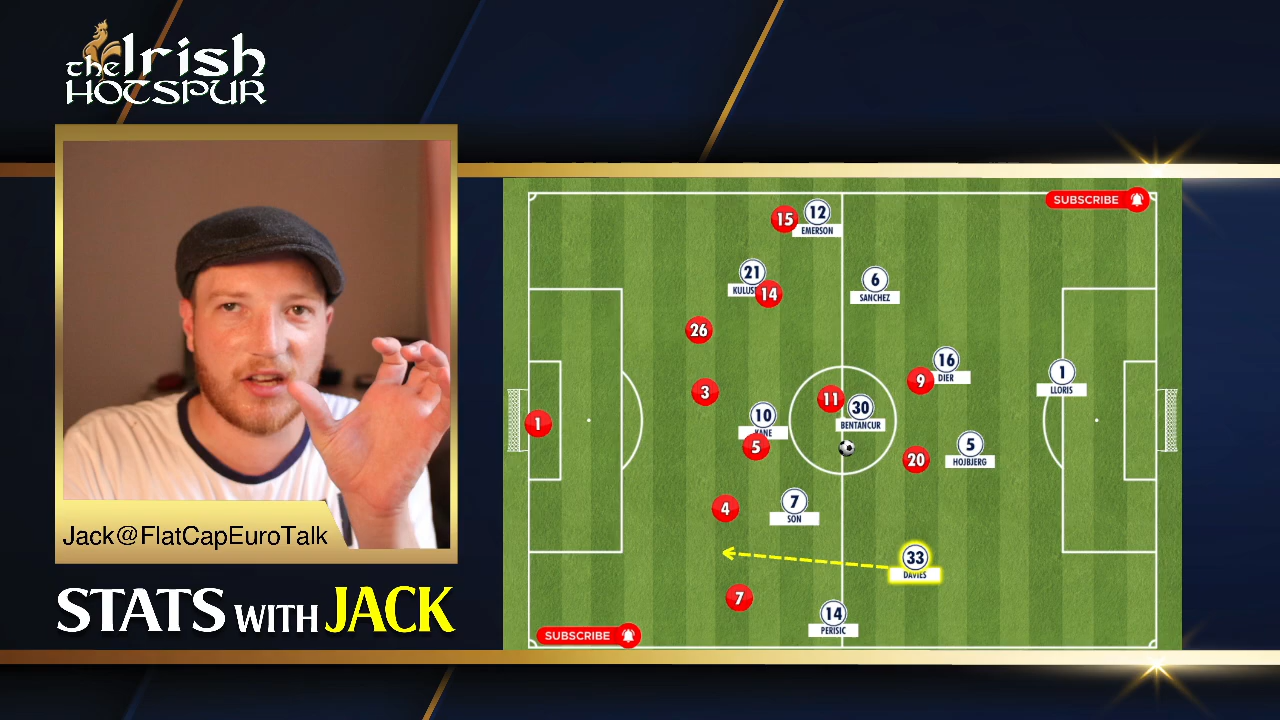 the Irish
HOTSPUR
Jack@FlatCapEuroTalk
STATS WITH JACK
SUBSCRIBE
15
12
EMERSON
21
14
6
SANCHEZ
26
16
DIER
9
1
LLORIS
3
11
30
BENTANCUR
10
KANE
1
5
20
5
HOJBJERG
4
7
SON
33
DAVIES
7
14
PERISIC
SUBSCRIBE